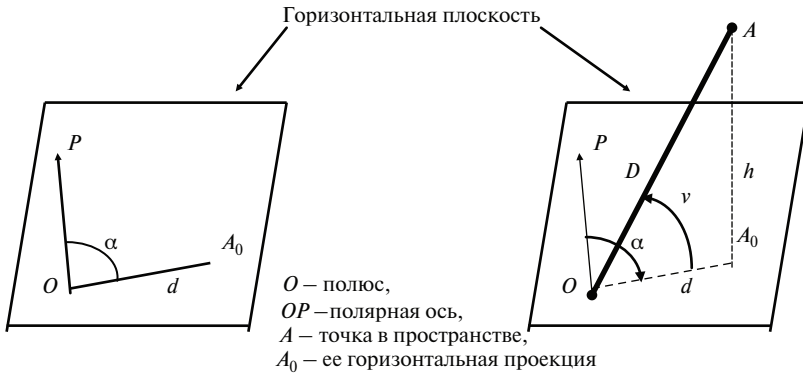 Горизонтальная плоскость
A
P
α
A₀
O
d
P
D
v
h
α
A₀
O
d
O – полюс,
OP – полярная ось,
A – точка в пространстве,
A₀ – ее горизонтальная проекция